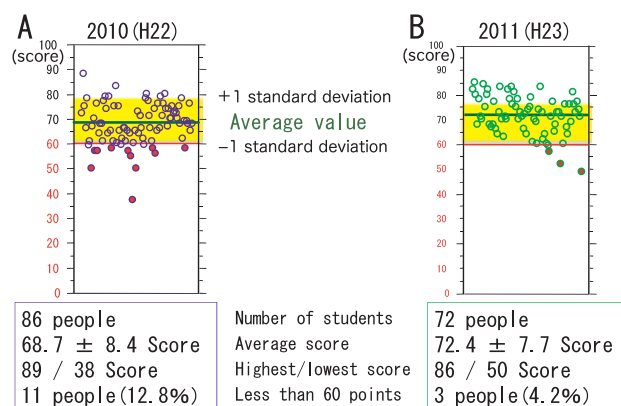 A
2010(H22)
(score)
100
90
80
70
60
50
40
30
20
10
0
+1 standard deviation
Average value
−1 standard deviation
B
2011(H23)
(score)
100
90
80
70
60
50
40
30
20
10
0
86 people
68.7 ± 8.4 Score
89 / 38 Score
11 people(12.8%)
Number of students
Average score
Highest/lowest score
Less than 60 points
72 people
72.4 ± 7.7 Score
86 / 50 Score
3 people(4.2%)